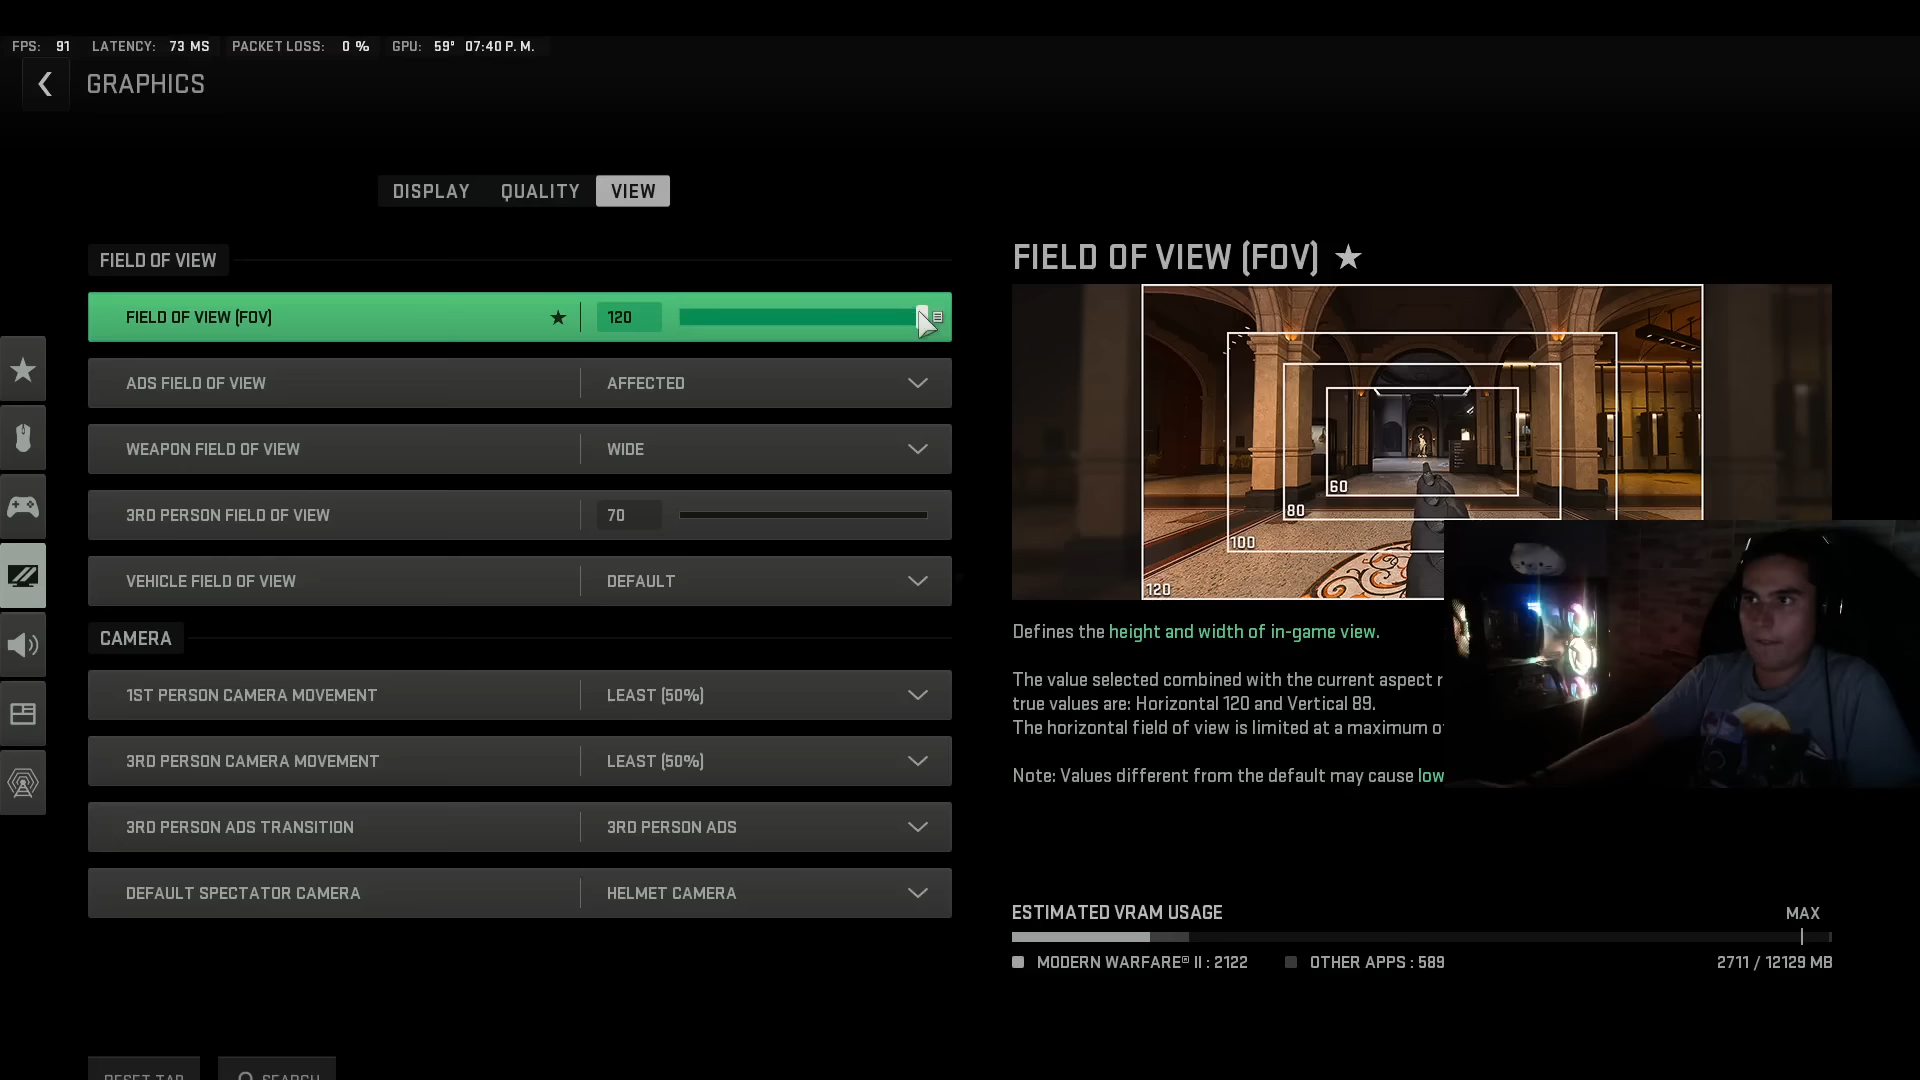 FPS: 91 LATENCY: 73 MS PACKET LOSS: 0 % GPU: 59° 07:40 P. M.
GRAPHICS
DISPLAY QUALITY VIEW
FIELD OF VIEW
FIELD OF VIEW (FOV) 120
ADS FIELD OF VIEW AFFECTED
WEAPON FIELD OF VIEW WIDE
3RD PERSON FIELD OF VIEW 70
VEHICLE FIELD OF VIEW DEFAULT
CAMERA
1ST PERSON CAMERA MOVEMENT LEAST (50%)
3RD PERSON CAMERA MOVEMENT LEAST (50%)
3RD PERSON ADS TRANSITION 3RD PERSON ADS
DEFAULT SPECTATOR CAMERA HELMET CAMERA
RESET TAB SEARCH
FIELD OF VIEW (FOV)
60
80
100
120
Defines the height and width of in-game view.
The value selected combined with the current aspect
true values are: Horizontal 120 and Vertical 89.
The horizontal field of view is limited at a maximum
Note: Values different from the default may cause low
ESTIMATED VRAM USAGE MAX
MODERN WARFARE® II : 2122 OTHER APPS : 589 2711 / 12129 MB